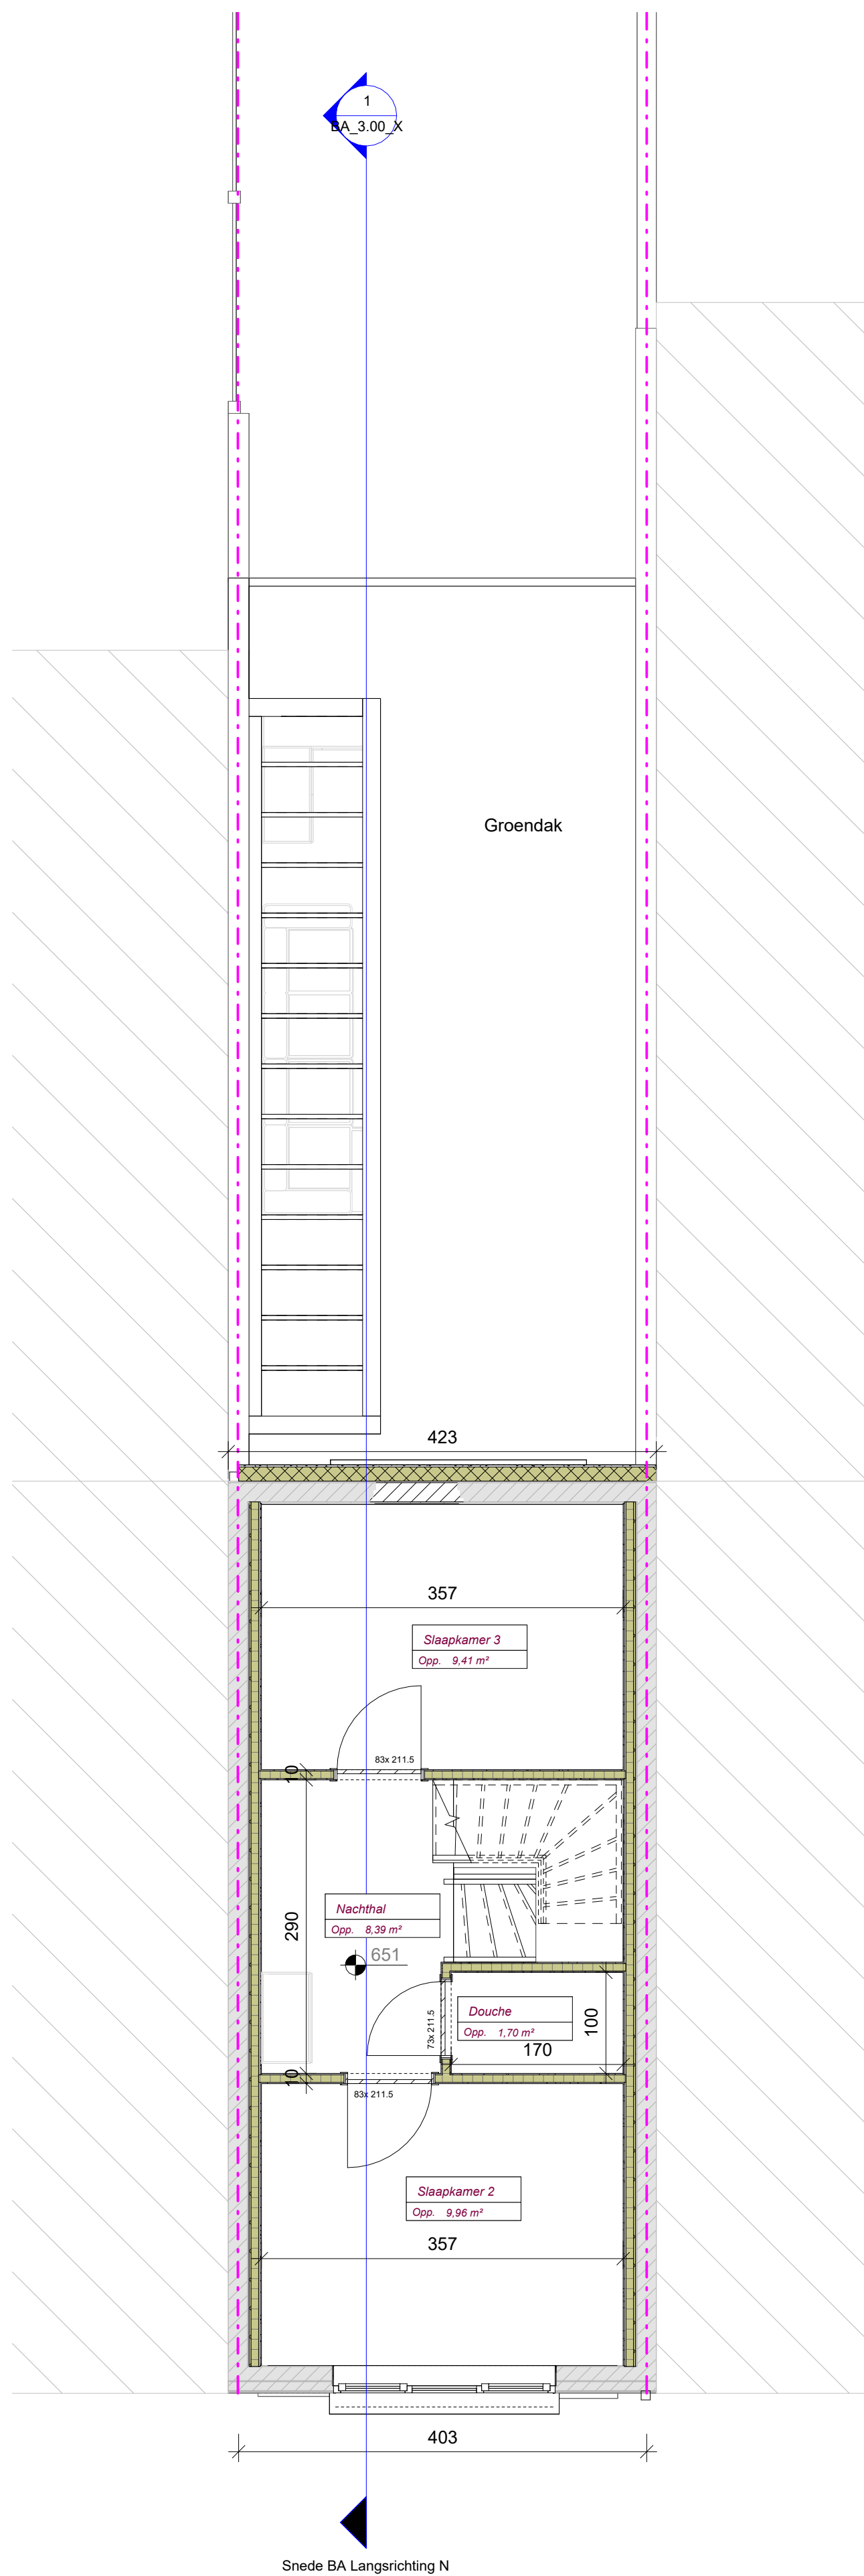 1
BA_3.00_X
Groendak
423
357
Slaapkamer 3
Opp. 9,41 m²
83x 211.5
10
Nachthal
Opp. 8,39 m²
290
651
Douche
Opp. 1,70 m²
100
73x 211.5
170
10
83x 211.5
Slaapkamer 2
Opp. 9,96 m²
357
403
Snede BA Langsrichting N